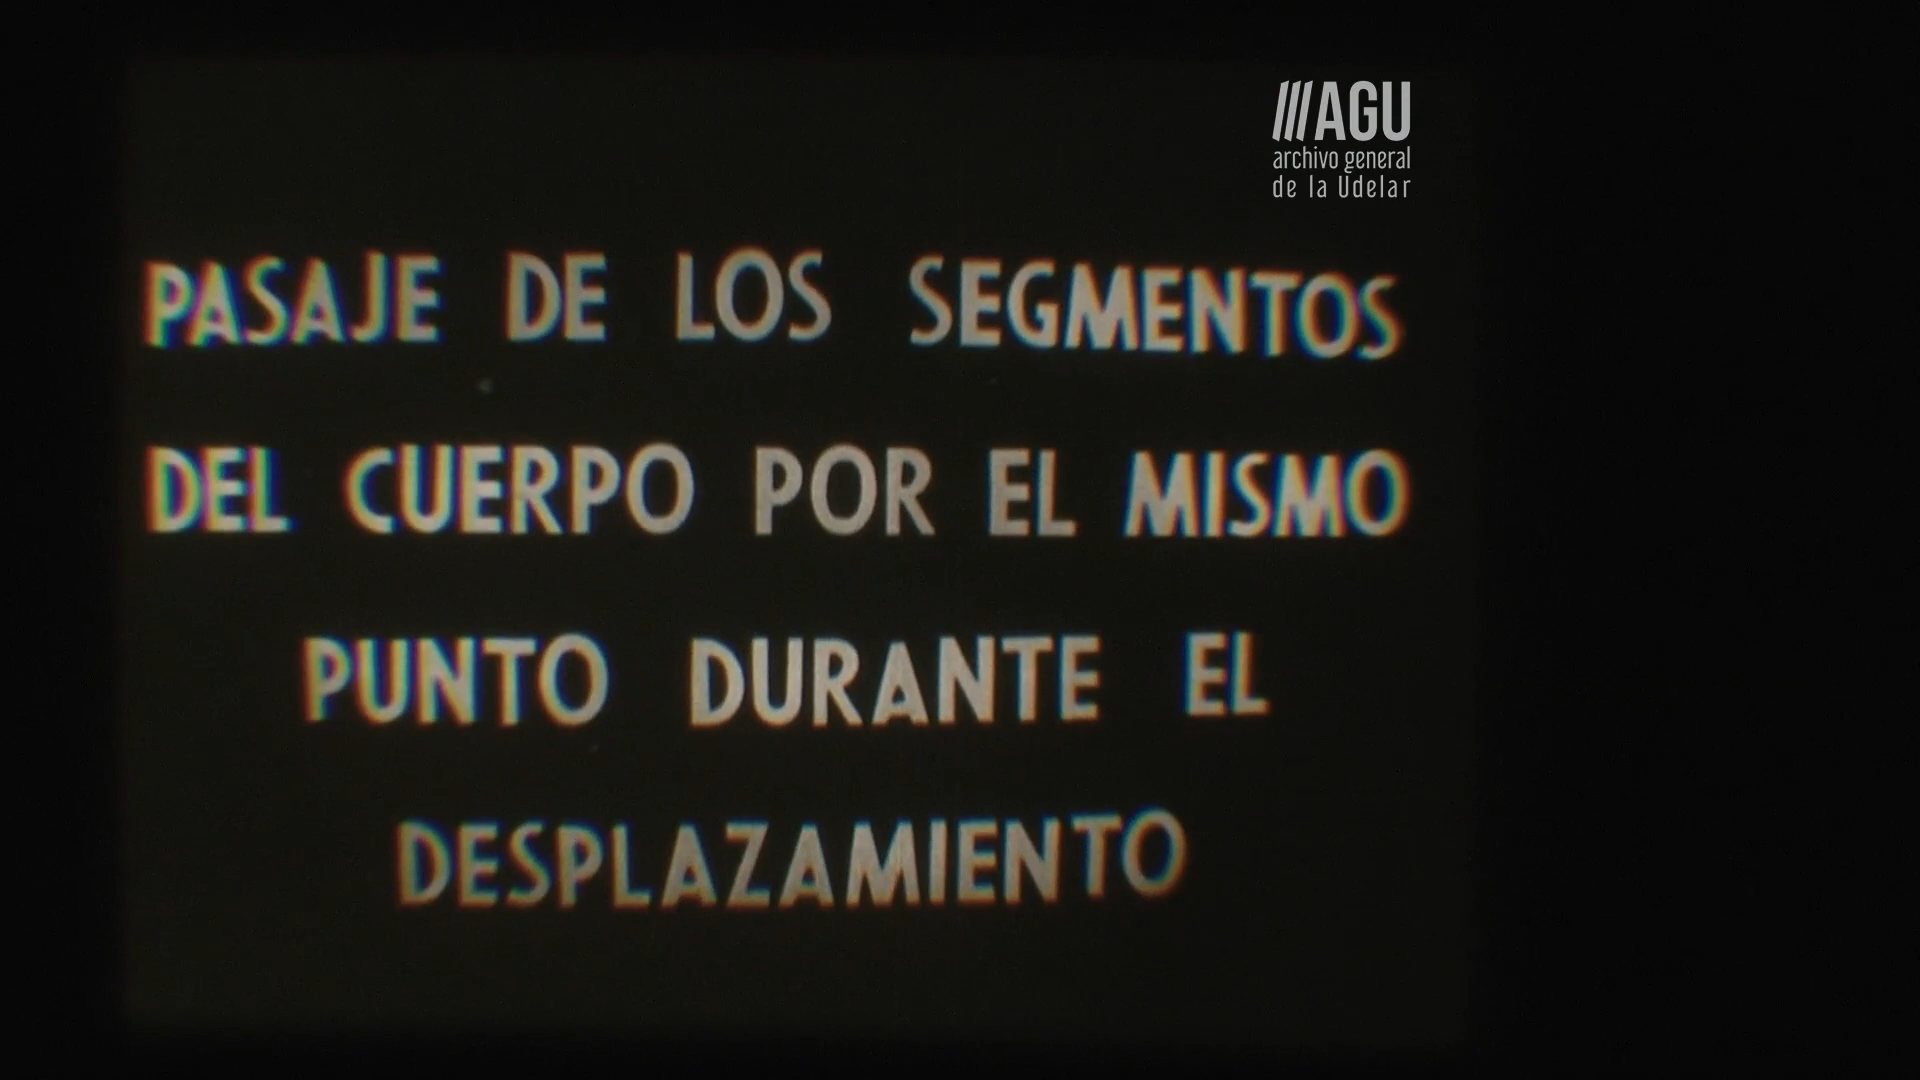 AGU
archivo general
de la Udelar
PASAJE DE LOS SEGMENTOS
DEL CUERPO POR EL MISMO
PUNTO DURANTE EL
DESPLAZAMIENTO